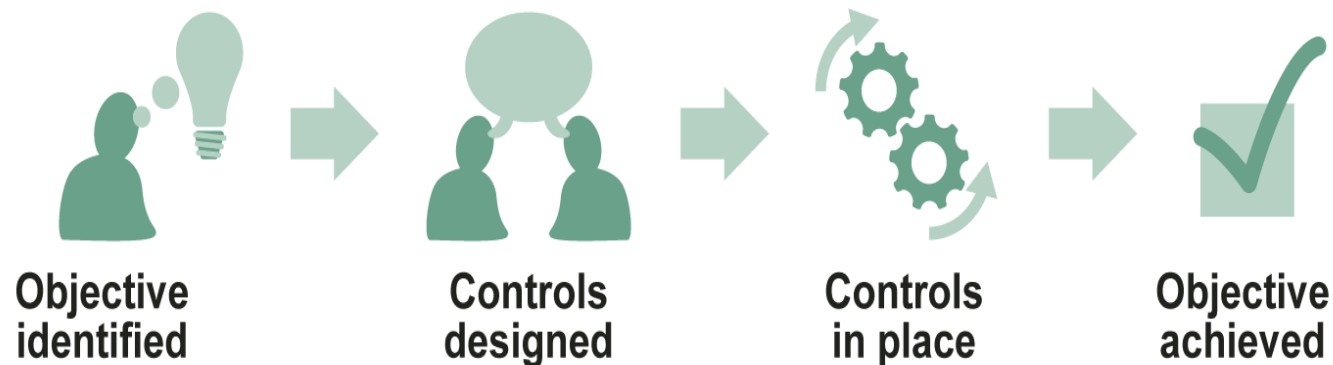 Objective
identified
Controls
designed
Controls
in place
Objective
achieved